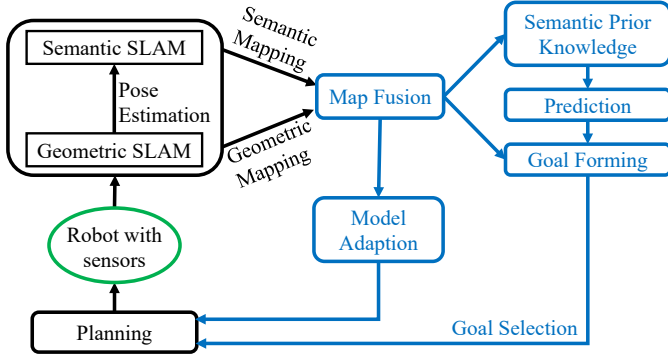 Semantic SLAM
Pose
Estimation
Geometric SLAM
Semantic
Mapping
Geometric
Mapping
Map Fusion
Semantic Prior
Knowledge
Prediction
Goal Forming
Model
Adaption
Robot with
sensors
Planning
Goal Selection